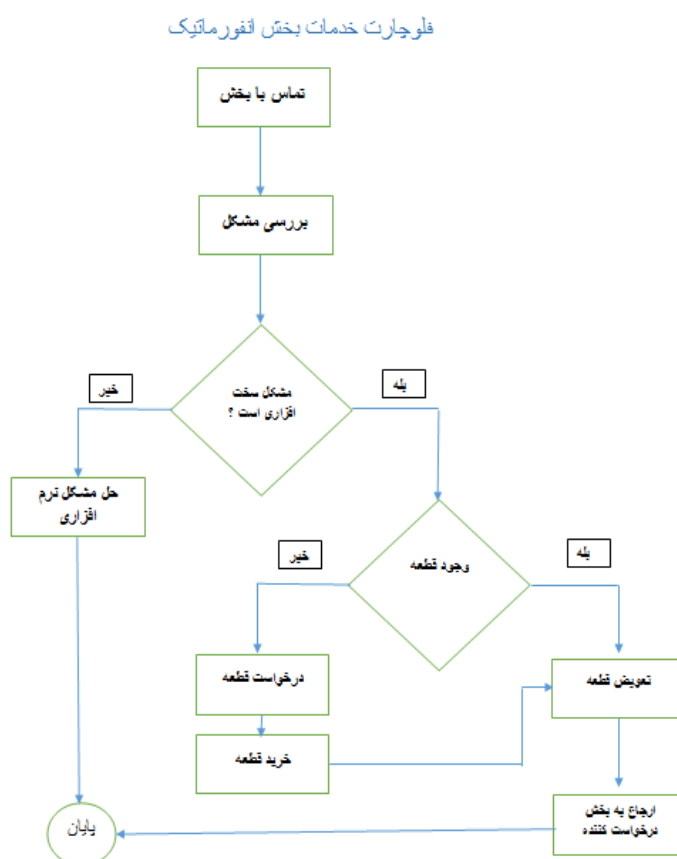 فلوچارت خدمات بخش انفورماتیک
تماس با بخش
بررسی مشکل
مشکل سخت
افزاری است ؟
بله
خیر
حل مشکل نرم
افزاری
وجود قطعه
بله
خیر
درخواست قطعه
تعویض قطعه
خرید قطعه
ارجاع به بخش
درخواست کننده
پایان